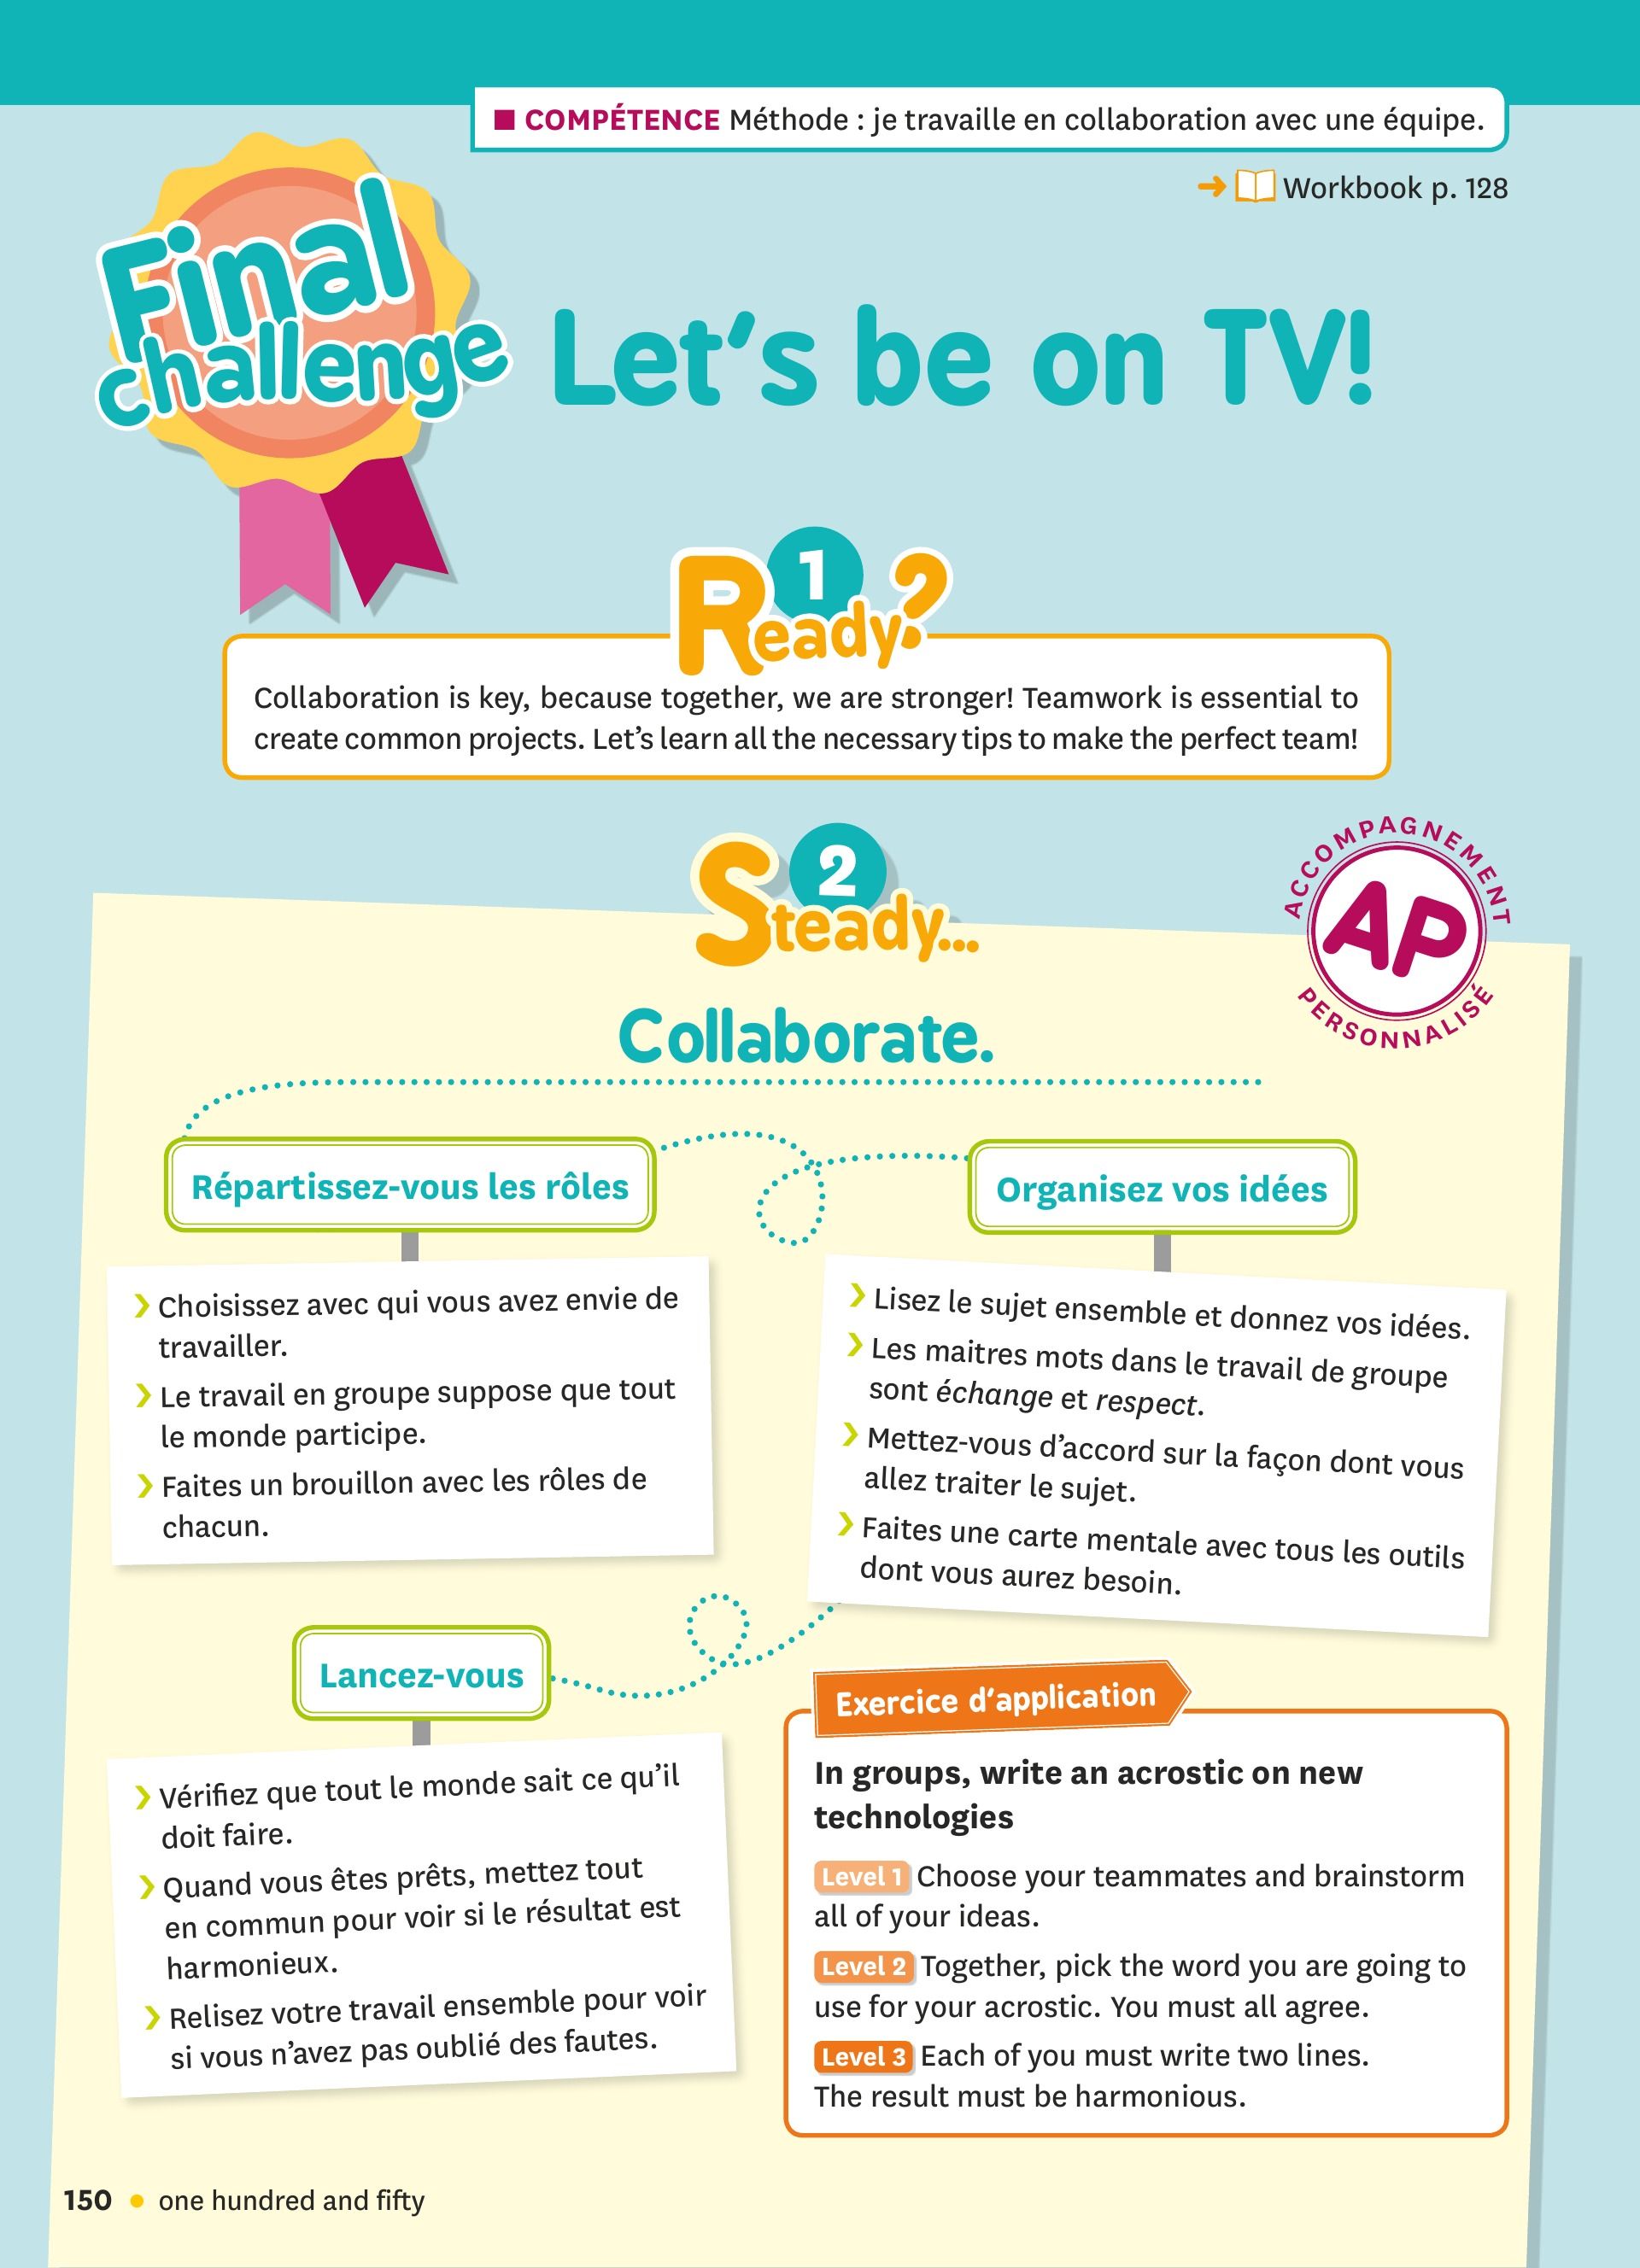 ■ COMPÉTENCE Méthode : je travaille en collaboration avec une équipe.
➜ Workbook p. 128
Final
challenge
Let's be on TV!
1
Ready?
Collaboration is key, because together, we are stronger! Teamwork is essential to
create common projects. Let's learn all the necessary tips to make the perfect team!
2
Steady...
ACCOMPAGNEMENT
AP
PERSONNALISÉ
Collaborate.
Répartissez-vous les rôles
❯ Choisissez avec qui vous avez envie de
travailler.
❯ Le travail en groupe suppose que tout
le monde participe.
❯ Faites un brouillon avec les rôles de
chacun.
Organisez vos idées
❯ Lisez le sujet ensemble et donnez vos idées.
❯ Les maitres mots dans le travail de groupe
sont échange et respect.
❯ Mettez-vous d'accord sur la façon dont vous
allez traiter le sujet.
❯ Faites une carte mentale avec tous les outils
dont vous aurez besoin.
Lancez-vous
❯ Vérifiez que tout le monde sait ce qu'il
doit faire.
❯ Quand vous êtes prêts, mettez tout
en commun pour voir si le résultat est
harmonieux.
❯ Relisez votre travail ensemble pour voir
si vous n'avez pas oublié des fautes.
Exercice d'application
In groups, write an acrostic on new
technologies
Level 1 Choose your teammates and brainstorm
all of your ideas.
Level 2 Together, pick the word you are going to
use for your acrostic. You must all agree.
Level 3 Each of you must write two lines.
The result must be harmonious.
150 • one hundred and fifty